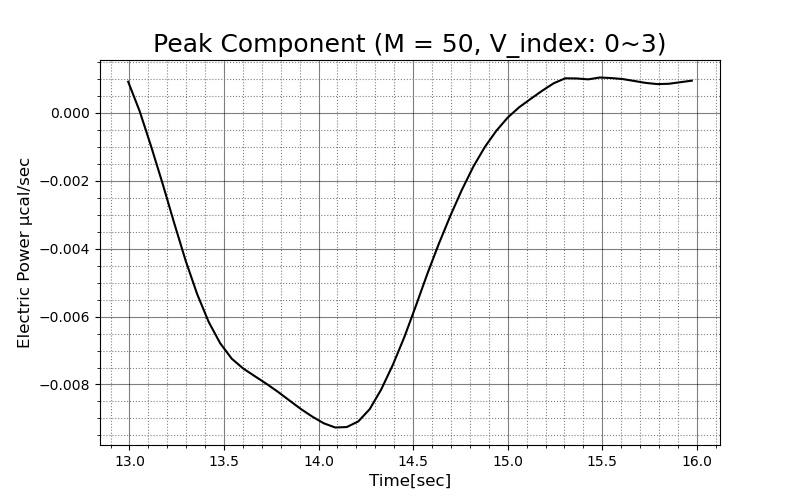 Peak Component (M = 50, V_index: 0~3)
Electric Power μcal/sec
0.000
−0.002
−0.004
−0.006
−0.008
13.0 13.5 14.0 14.5 15.0 15.5 16.0
Time[sec]